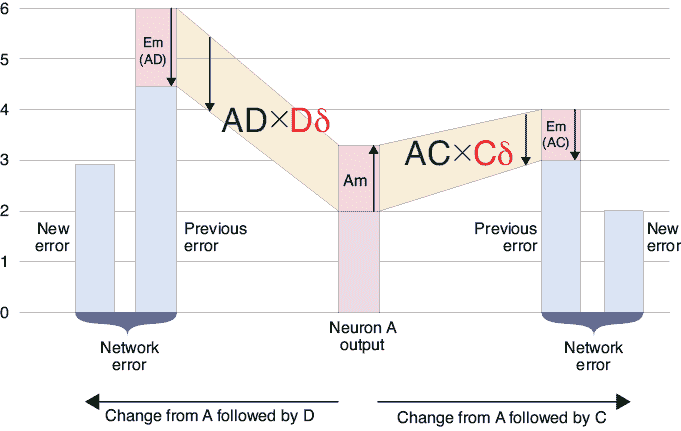 6
5
4
3
2
1
0
Em
(AD)
AD×Dδ
Am
AC×Cδ
Em
(AC)
New
error
Previous
error
Previous
error
New
error
Neuron A
output
Network
error
Network
error
Change from A followed by D
Change from A followed by C